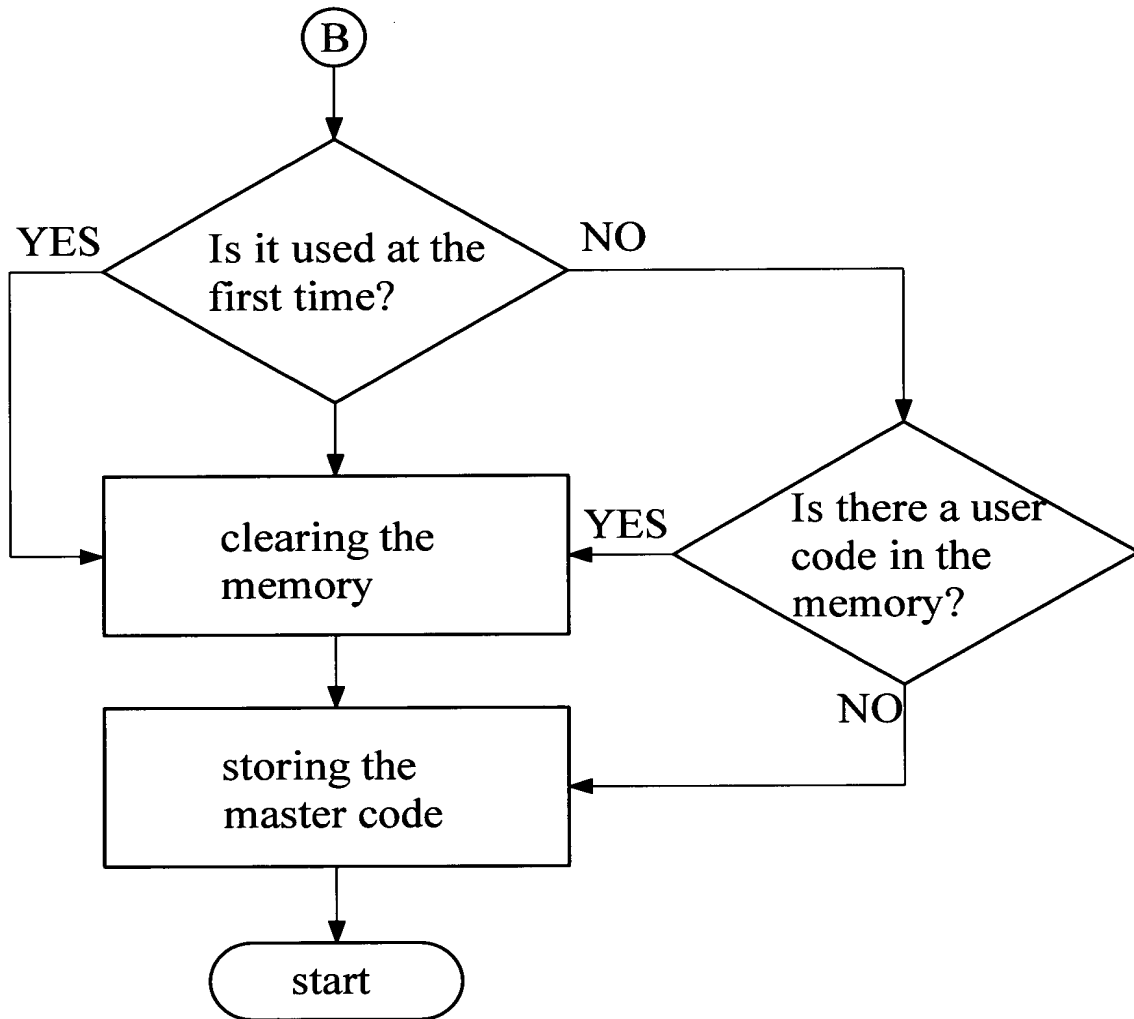 B
YES
Is it used at the
first time?
NO
clearing the
memory
YES
Is there a user
code in the
memory?
NO
storing the
master code
start